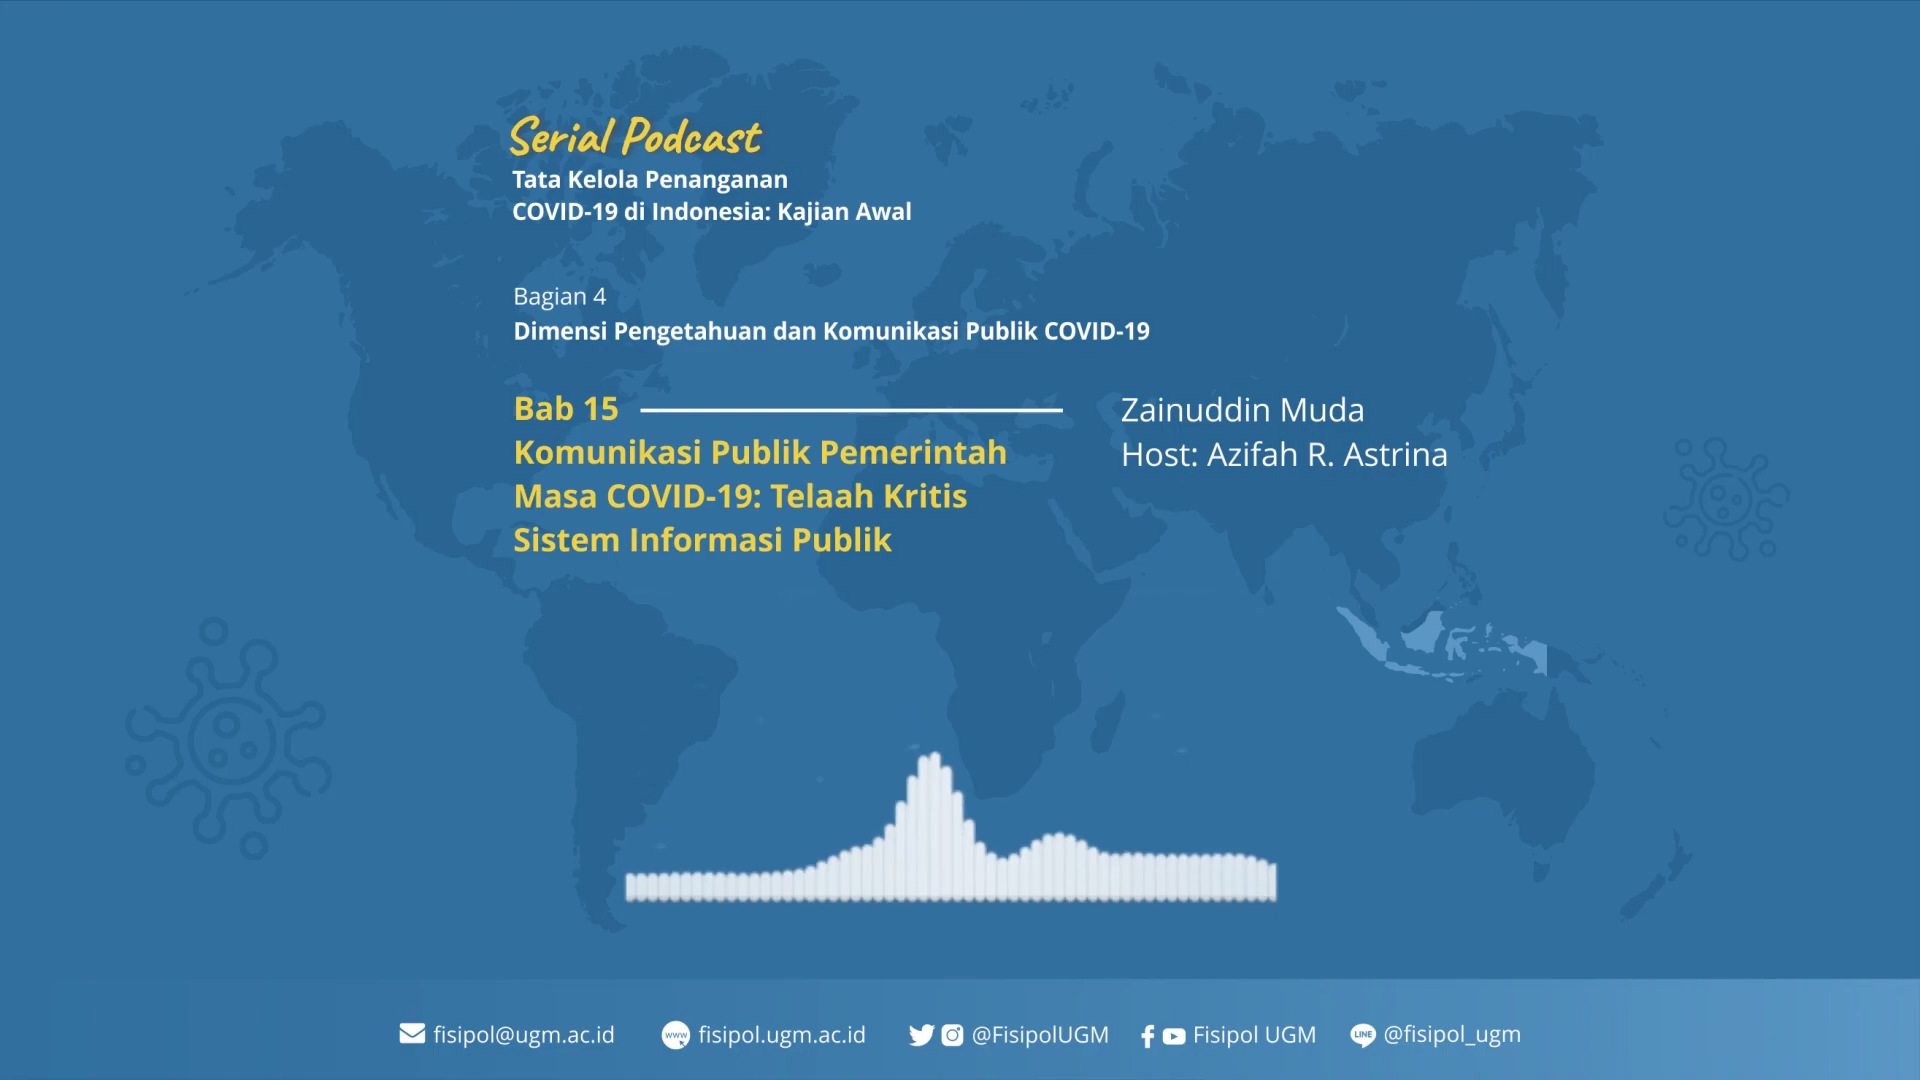 Serial Podcast
Tata Kelola Penanganan
COVID-19 di Indonesia: Kajian Awal
Bagian 4
Dimensi Pengetahuan dan Komunikasi Publik COVID-19
Bab 15
Komunikasi Publik Pemerintah
Masa COVID-19: Telaah Kritis
Sistem Informasi Publik
Zainuddin Muda
Host: Azifah R. Astrina
fisipol@ugm.ac.id
www fisipol.ugm.ac.id
@FisipolUGM
Fisipol UGM
LINE @fisipol_ugm